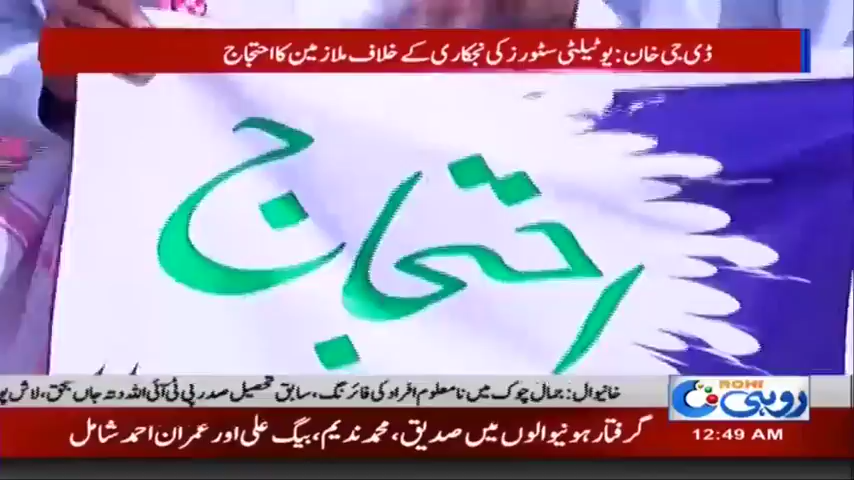 ڈی جی خان: یوٹیلٹی سٹورز کی نجکاری کے خلاف ملازمین کا احتجاج
احتجاج
خانیوال: جمال چوک میں نامعلوم افراد کی فائرنگ، سابق تحصیل صدر پی ٹی آئی اللہ دتہ جاں بحق، لاش پو
ROHI
روہی
گرفتار ہونیوالوں میں صدیق، محمد ندیم، بیگ علی اور عمران احمد شامل
12:49 AM